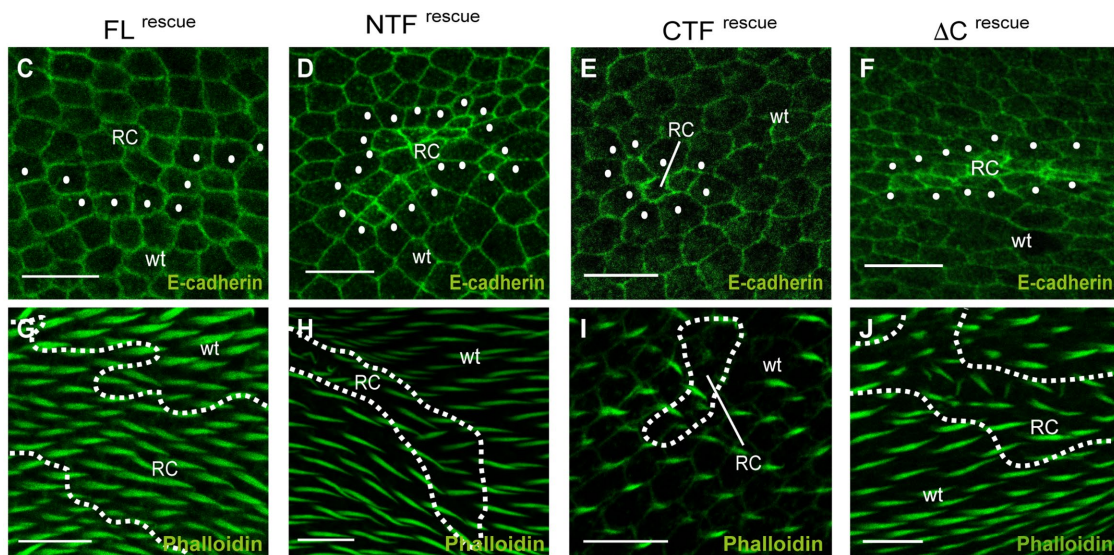 FL rescue NTF rescue CTF rescue ΔC rescue
C D E F
RC RC RC RC
wt wt wt wt
E-cadherin E-cadherin E-cadherin E-cadherin
G H I J
wt wt wt RC
RC RC RC wt
Phalloidin Phalloidin Phalloidin Phalloidin